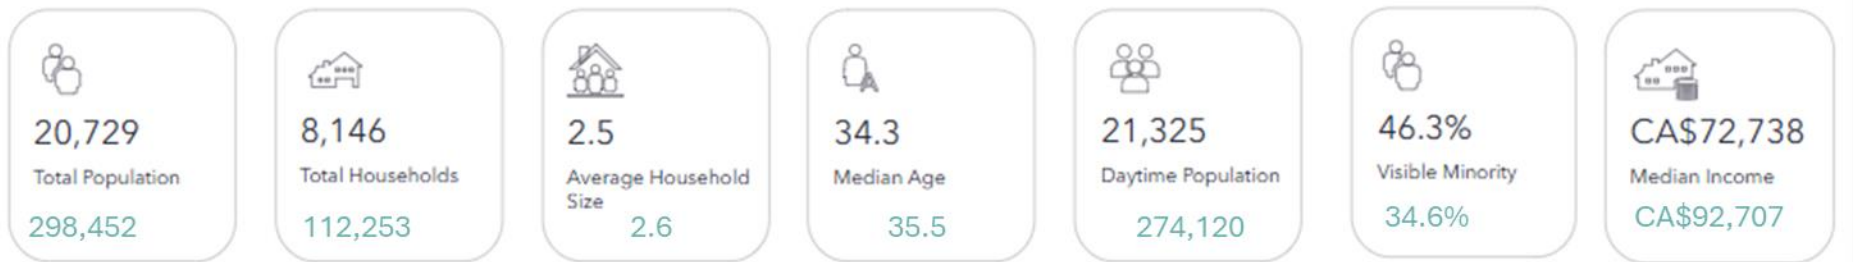 20,729
Total Population
298,452
8,146
Total Households
112,253
2.5
Average Household
Size
2.6
34.3
Median Age
35.5
21,325
Daytime Population
274,120
46.3%
Visible Minority
34.6%
CA$72,738
Median Income
CA$92,707